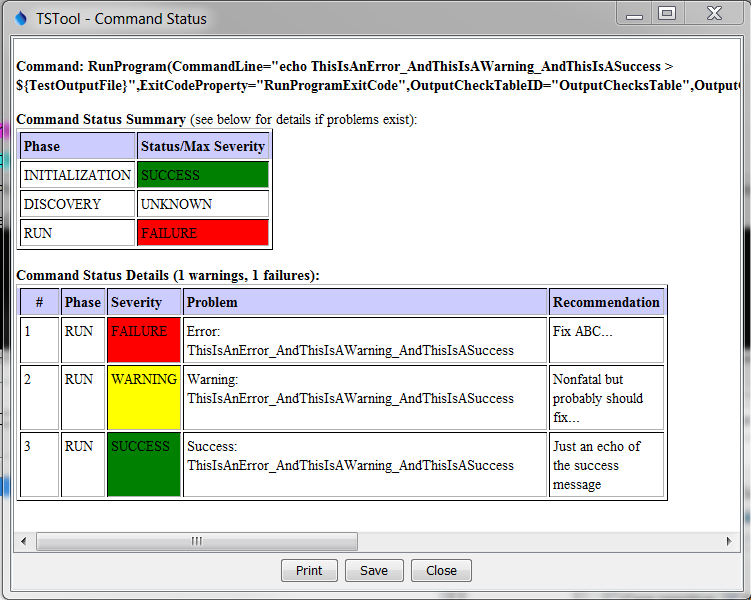 TSTool - Command Status
Command: RunProgram(CommandLine="echo ThisIsAnError_AndThisIsAWarning_AndThisIsASuccess >
${TestOutputFile}",ExitCodeProperty="RunProgramExitCode",OutputCheckTableID="OutputChecksTable",Output
Command Status Summary (see below for details if problems exist):
Phase Status/Max Severity
INITIALIZATION SUCCESS
DISCOVERY UNKNOWN
RUN FAILURE
Command Status Details (1 warnings, 1 failures):
# Phase Severity Problem Recommendation
1 RUN FAILURE Error: Fix ABC...
ThisIsAnError_AndThisIsAWarning_AndThisIsASuccess
2 RUN WARNING Warning: Nonfatal but
ThisIsAnError_AndThisIsAWarning_AndThisIsASuccess probably should
fix...
3 RUN SUCCESS Success: Just an echo of
ThisIsAnError_AndThisIsAWarning_AndThisIsASuccess the success
message
Print Save Close